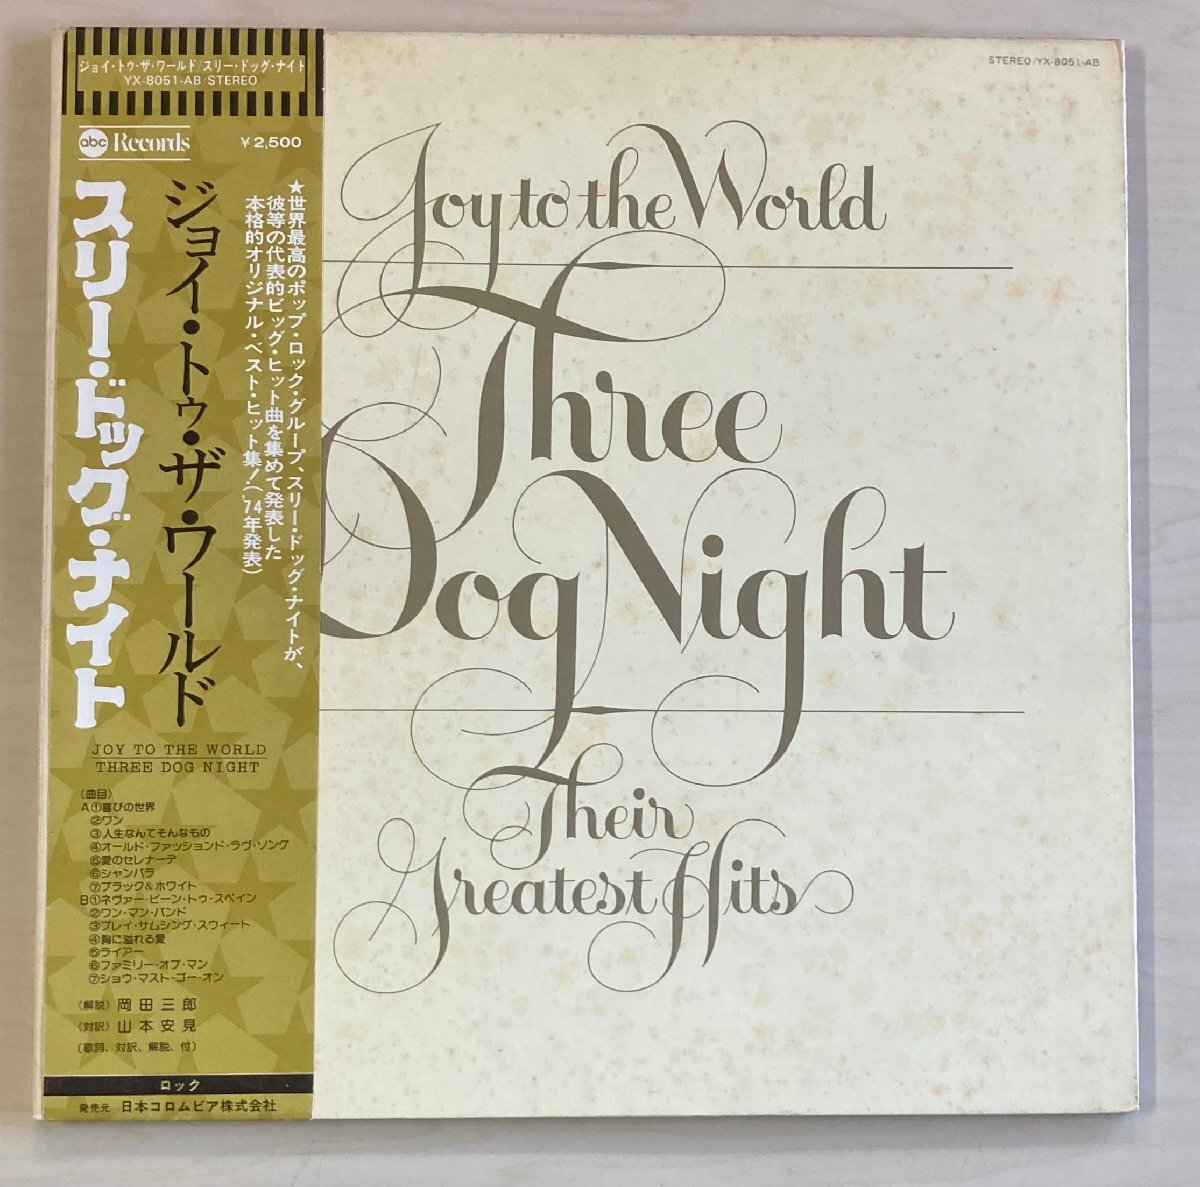 ジョイ・トゥ・ザ・ワールド/スリー・ドッグ・ナイト
YX-8051-AB STEREO
abc Records
¥2,500
★世界最高のポップ・ロック・グループ、スリー・ドッグ・ナイトが、
彼等の代表的ビッグ・ヒット曲を集めて発表した
本格的オリジナル・ベスト・ヒット集!('74年発表)
ジョイ・トゥ・ザ・ワールド
スリー・ドッグ・ナイト
JOY TO THE WORLD
THREE DOG NIGHT
〈曲目〉
A①喜びの世界
②ワン
③人生なんてそんなもの
④オールド・ファッションド・ラヴ・ソング
⑤愛のセレナーデ
⑥シャンバラ
⑦ブラック&ホワイト
B①ネヴァー・ビーン・トゥ・スペイン
②ワン・マン・バンド
③プレイ・サムシング・スウィート
④胸に溢れる愛
⑤ライアー
⑥ファミリー・オブ・マン
⑦ショウ・マスト・ゴー・オン
〈解説〉岡田三郎
〈対訳〉山本安見
〔歌詞、対訳、解説、付〕
ロック
発売元 日本コロムビア株式会社
STEREO/YX-8051-AB
Joy to the World
Three
Dog Night
Their
Greatest Hits